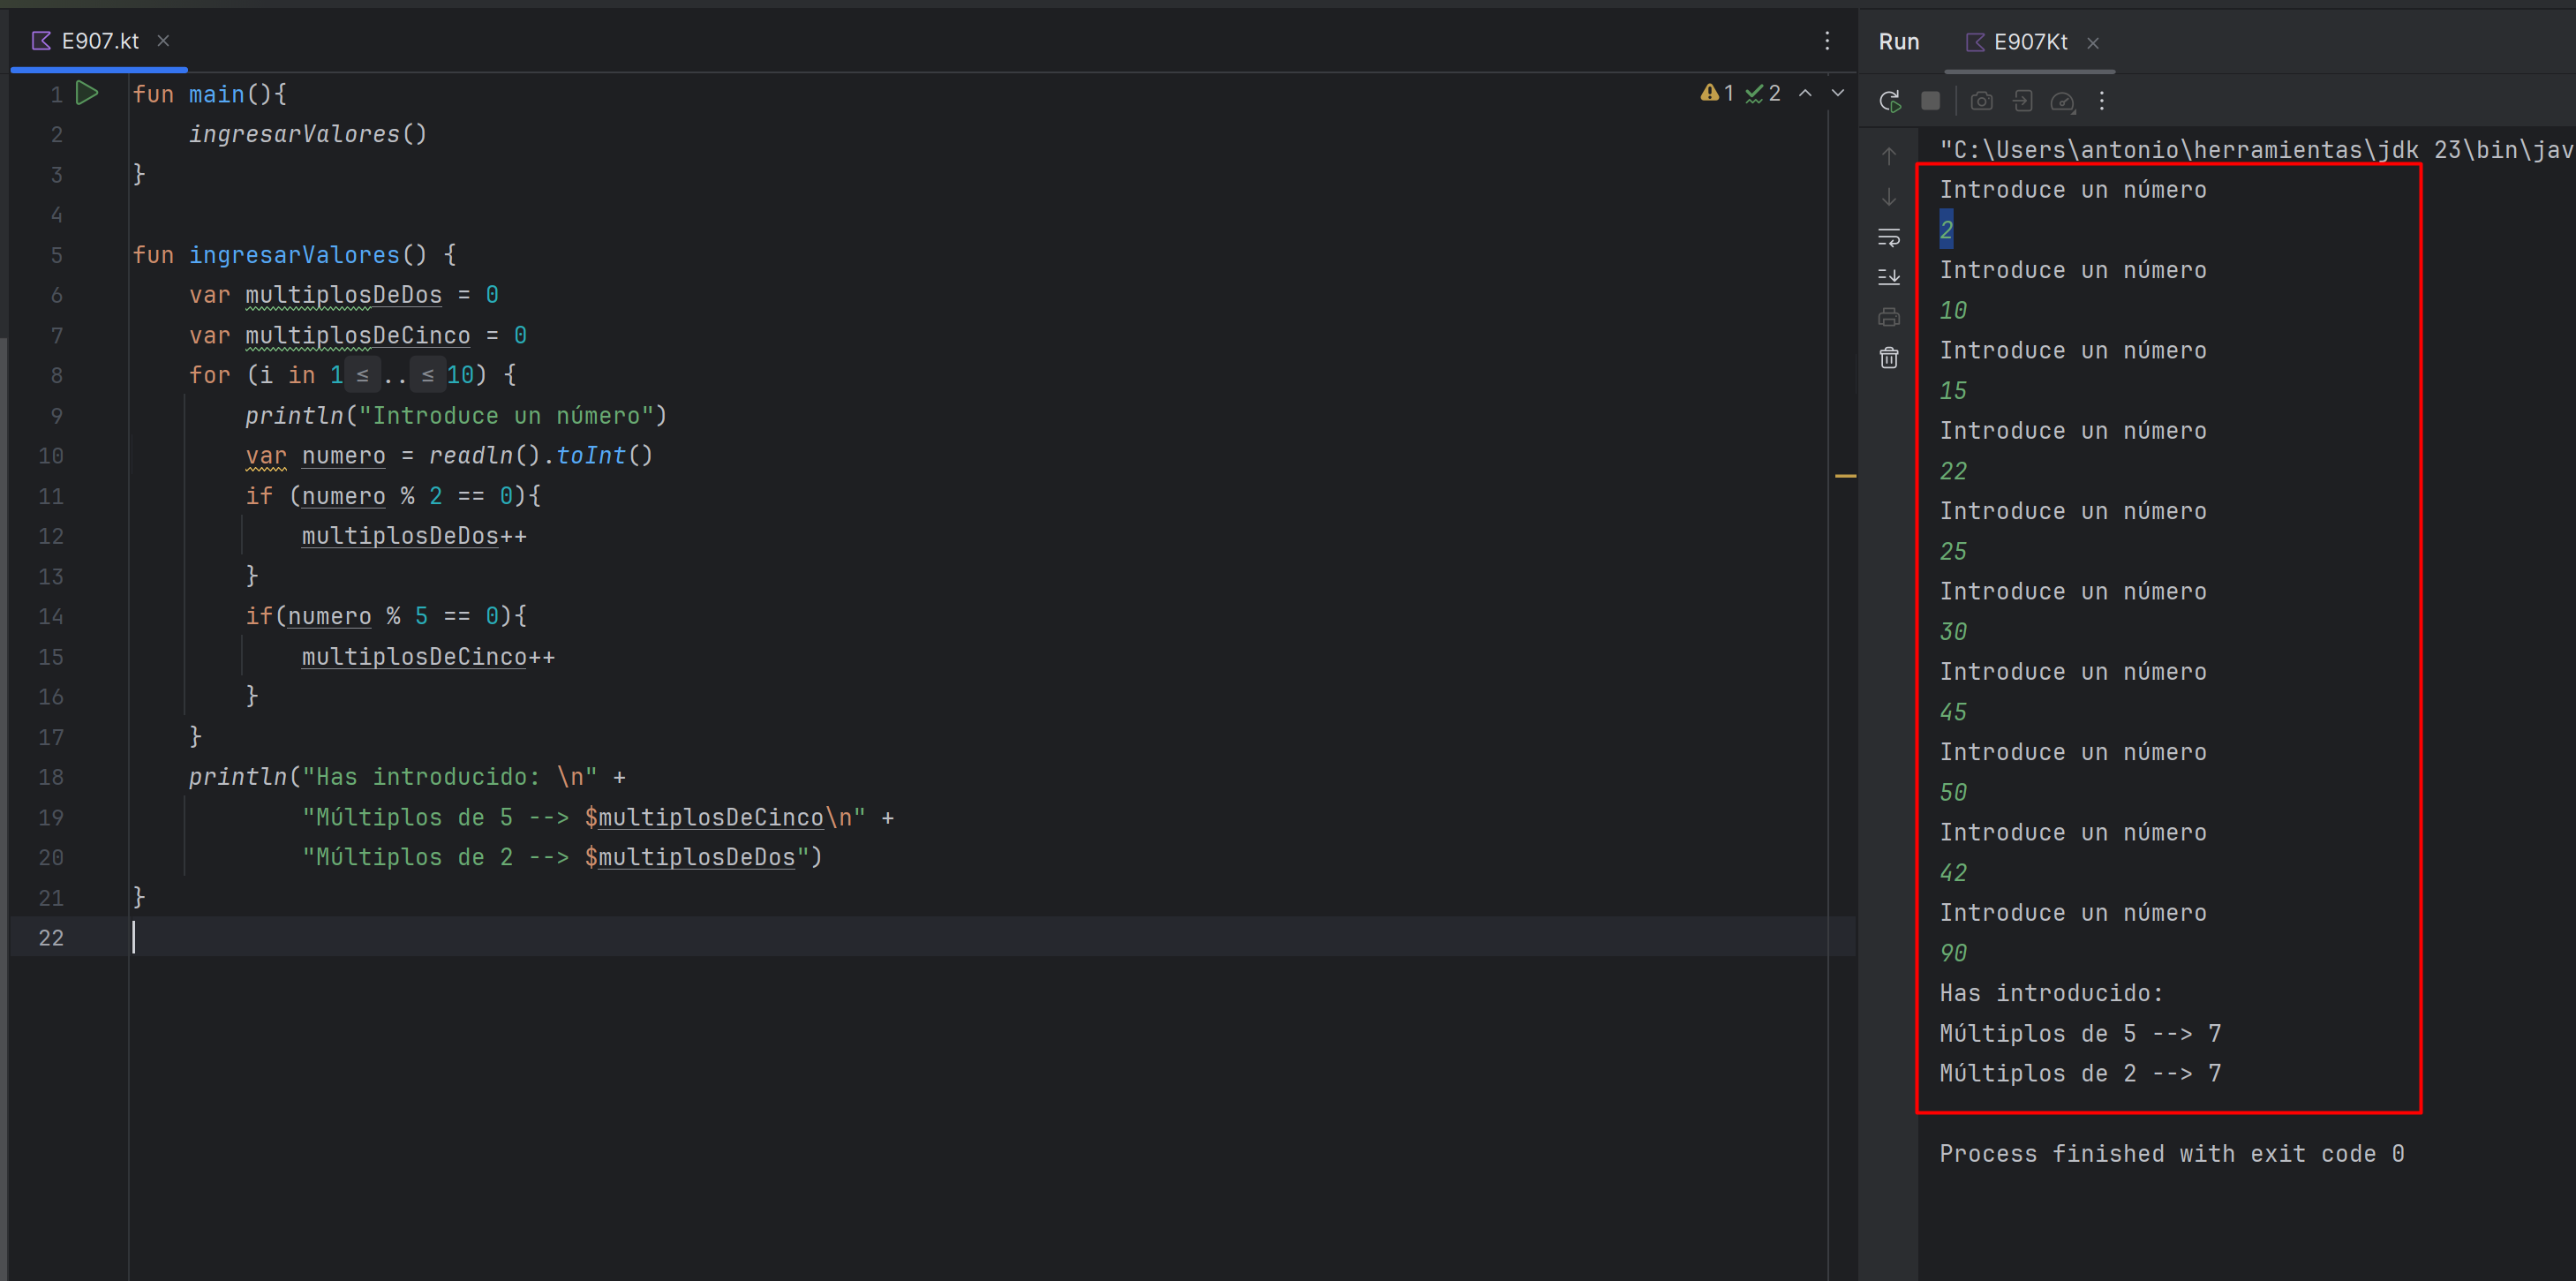 E907.kt
1 fun main(){
2 ingresarValores()
3 }
4
5 fun ingresarValores() {
6 var multiplosDeDos = 0
7 var multiplosDeCinco = 0
8 for (i in 1 ≤ .. ≤ 10) {
9 println("Introduce un número")
10 var numero = readln().toInt()
11 if (numero % 2 == 0){
12 multiplosDeDos++
13 }
14 if(numero % 5 == 0){
15 multiplosDeCinco++
16 }
17 }
18 println("Has introducido: \n" +
19 "Múltiplos de 5 --> $multiplosDeCinco\n" +
20 "Múltiplos de 2 --> $multiplosDeDos")
21 }
22
1 2
Run E907Kt
"C:\Users\antonio\herramientas\jdk 23\bin\jav
Introduce un número
2
Introduce un número
10
Introduce un número
15
Introduce un número
22
Introduce un número
25
Introduce un número
30
Introduce un número
45
Introduce un número
50
Introduce un número
42
Introduce un número
90
Has introducido:
Múltiplos de 5 --> 7
Múltiplos de 2 --> 7
Process finished with exit code 0